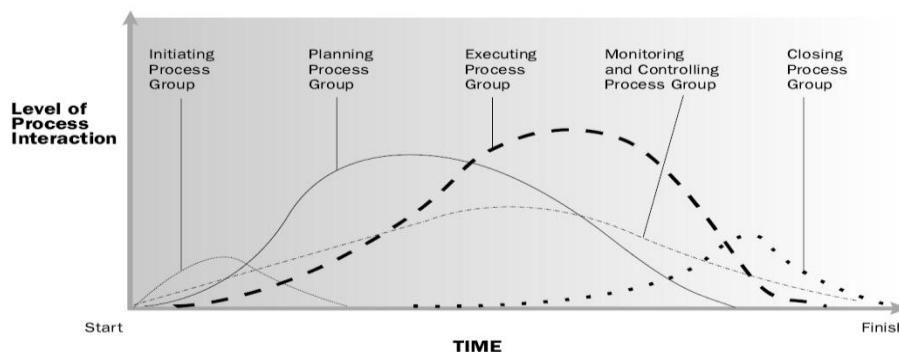 Initiating
Process
Group
Planning
Process
Group
Executing
Process
Group
Monitoring
and Controlling
Process Group
Closing
Process
Group
Level of
Process
Interaction
Start
Finish
TIME